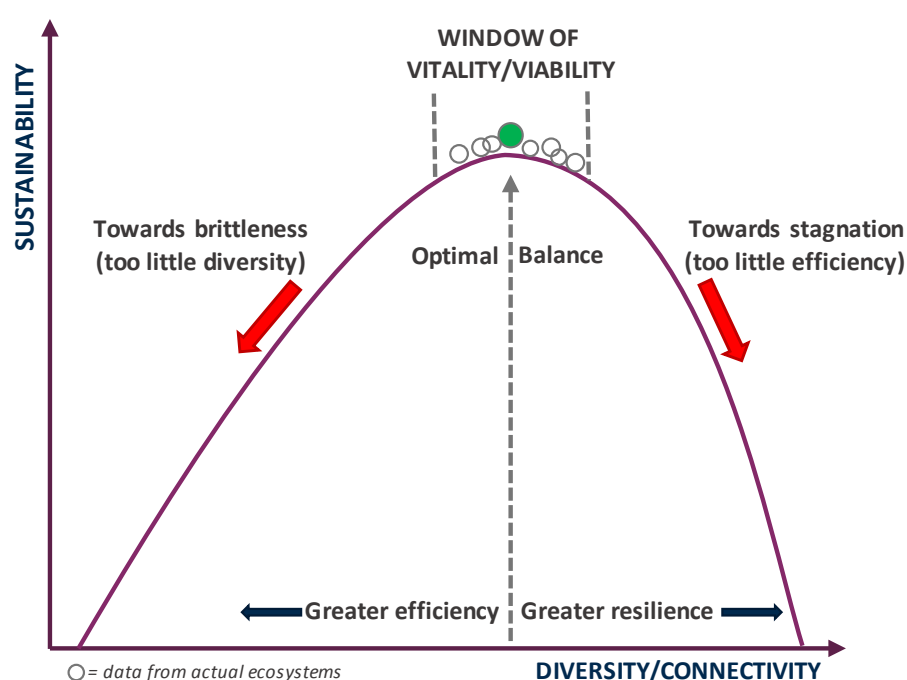 WINDOW OF
VITALITY/VIABILITY
SUSTAINABILITY
Towards brittleness
(too little diversity)
Optimal Balance
Towards stagnation
(too little efficiency)
Greater efficiency
Greater resilience
= data from actual ecosystems
DIVERSITY/CONNECTIVITY